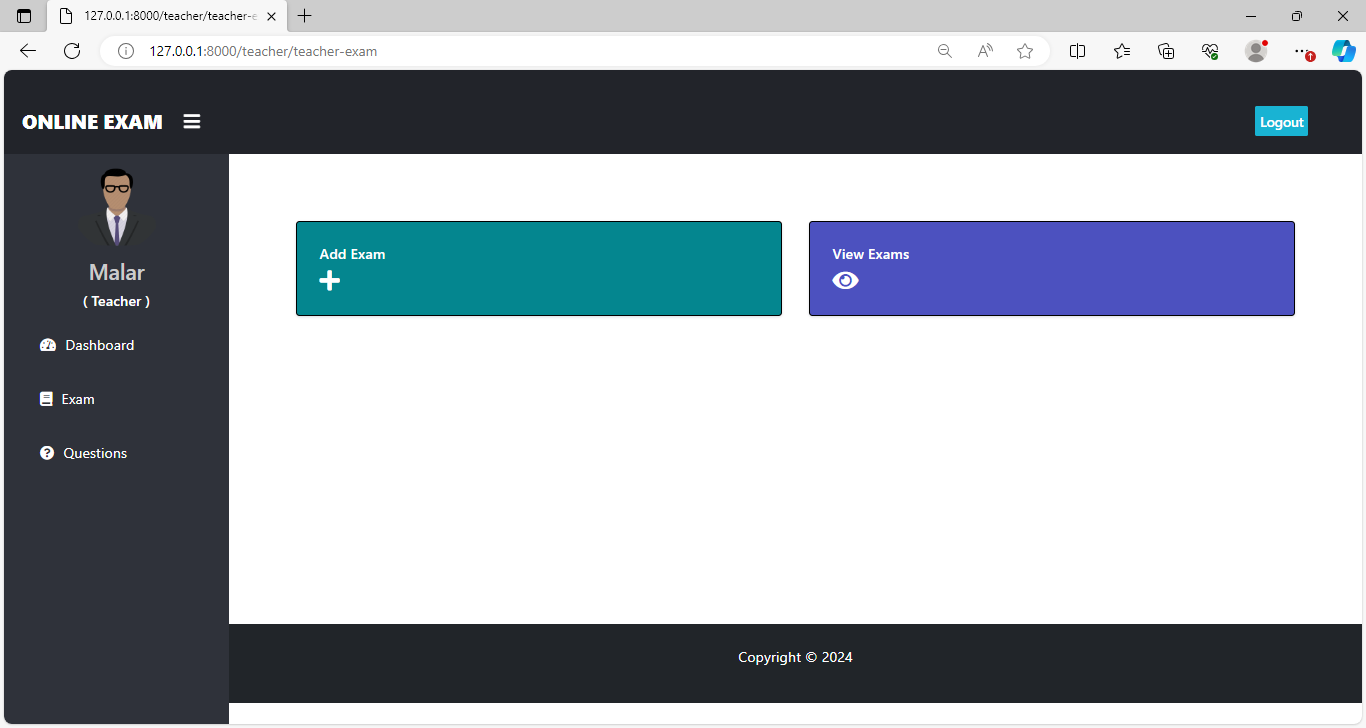 127.0.0.1:8000/teacher/teacher-e
127.0.0.1:8000/teacher/teacher-exam
ONLINE EXAM
Logout
Malar
( Teacher )
Dashboard
Exam
Questions
Add Exam
View Exams
Copyright © 2024